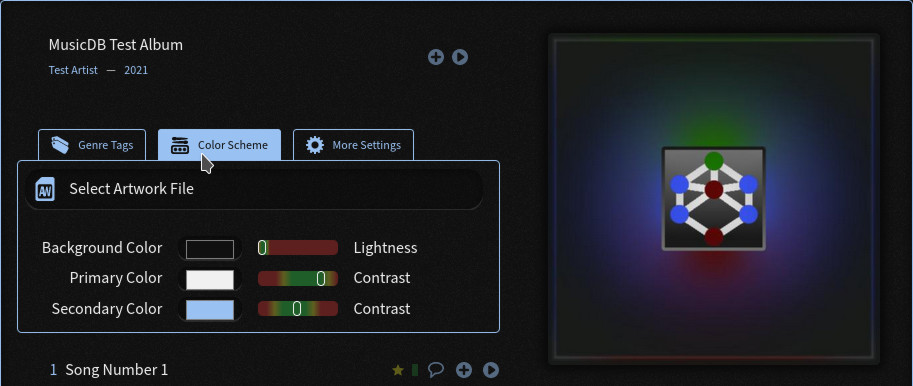 MusicDB Test Album
Test Artist — 2021
Genre Tags
Color Scheme
More Settings
AW Select Artwork File
Background Color Lightness
Primary Color Contrast
Secondary Color Contrast
1 Song Number 1